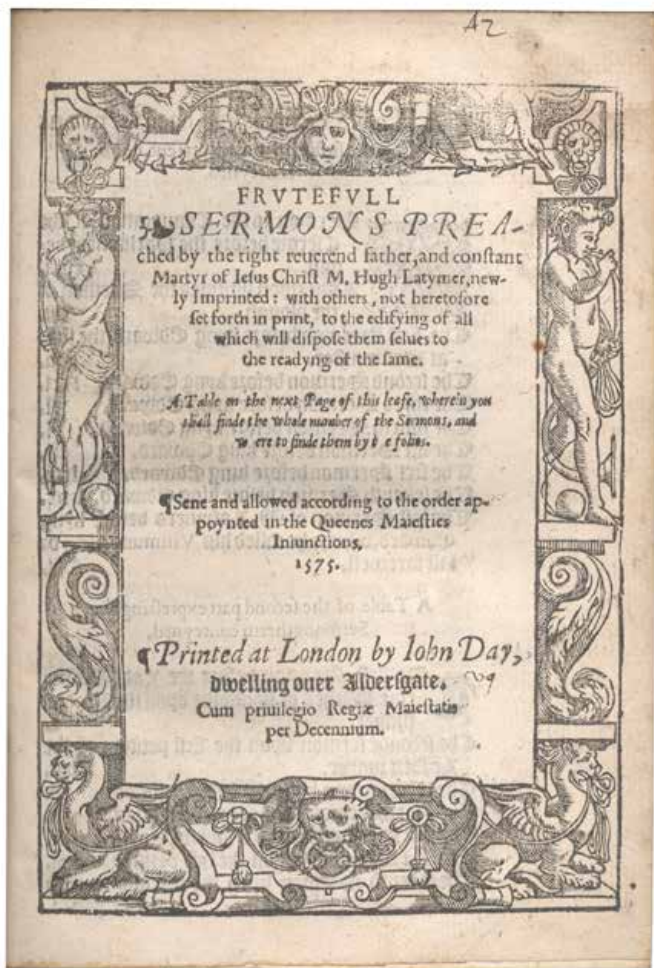 A2
FRVTEFVLL
SERMONS PREA-
ched by the right reuerend father, and constant
Martyr of Iesus Christ M. Hugh Latymer, new-
ly Imprinted: with others, not heretofore
set forth in print, to the edifying of all
which will dispose them selues to
the readyng of the same.
A Table on the next Page of this leafe, wherein you
shall finde the whole number of the Sermons, and
w ere to finde them by t e folios.
¶Sene and allowed according to the order ap-
poynted in the Queenes Maiesties
Iniunctions.
1575.
¶Printed at London by Iohn Day,
dwelling ouer Aldersgate.
Cum priuilegio Regiæ Maiestatis
per Decennium.